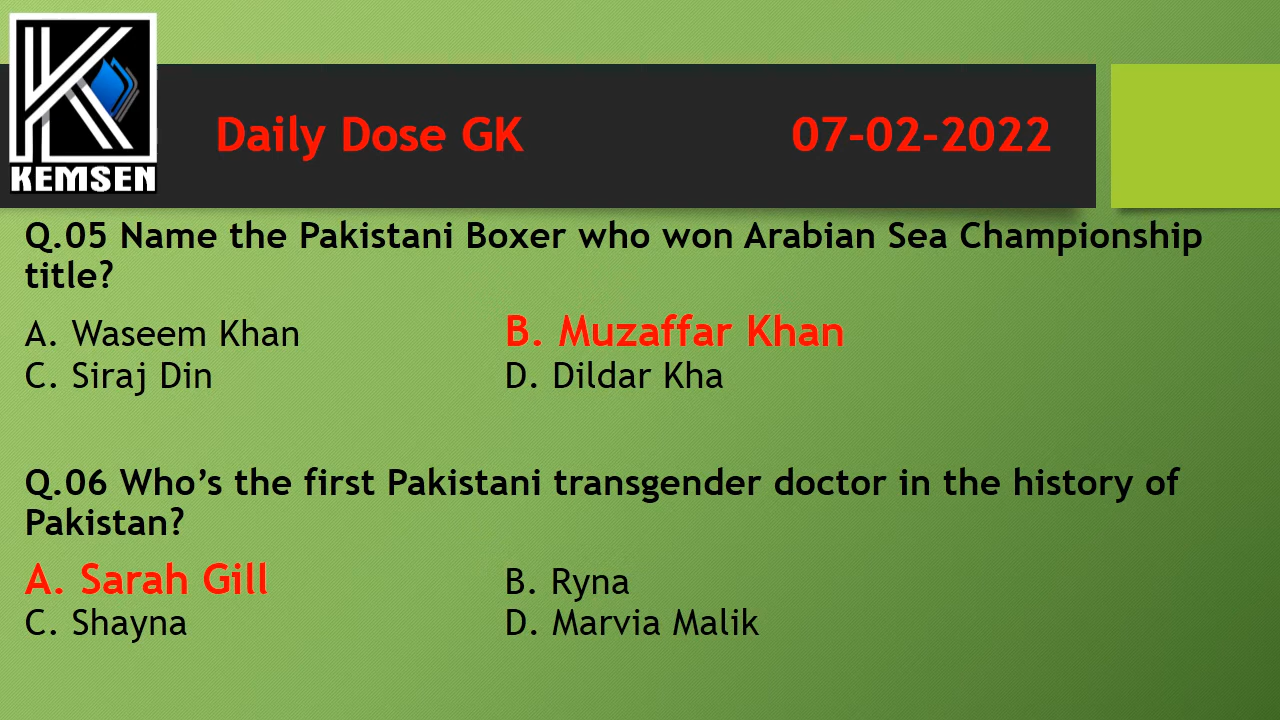 KEMSEN
Daily Dose GK 07-02-2022
Q.05 Name the Pakistani Boxer who won Arabian Sea Championship
title?
A. Waseem Khan B. Muzaffar Khan
C. Siraj Din D. Dildar Kha
Q.06 Who’s the first Pakistani transgender doctor in the history of
Pakistan?
A. Sarah Gill B. Ryna
C. Shayna D. Marvia Malik